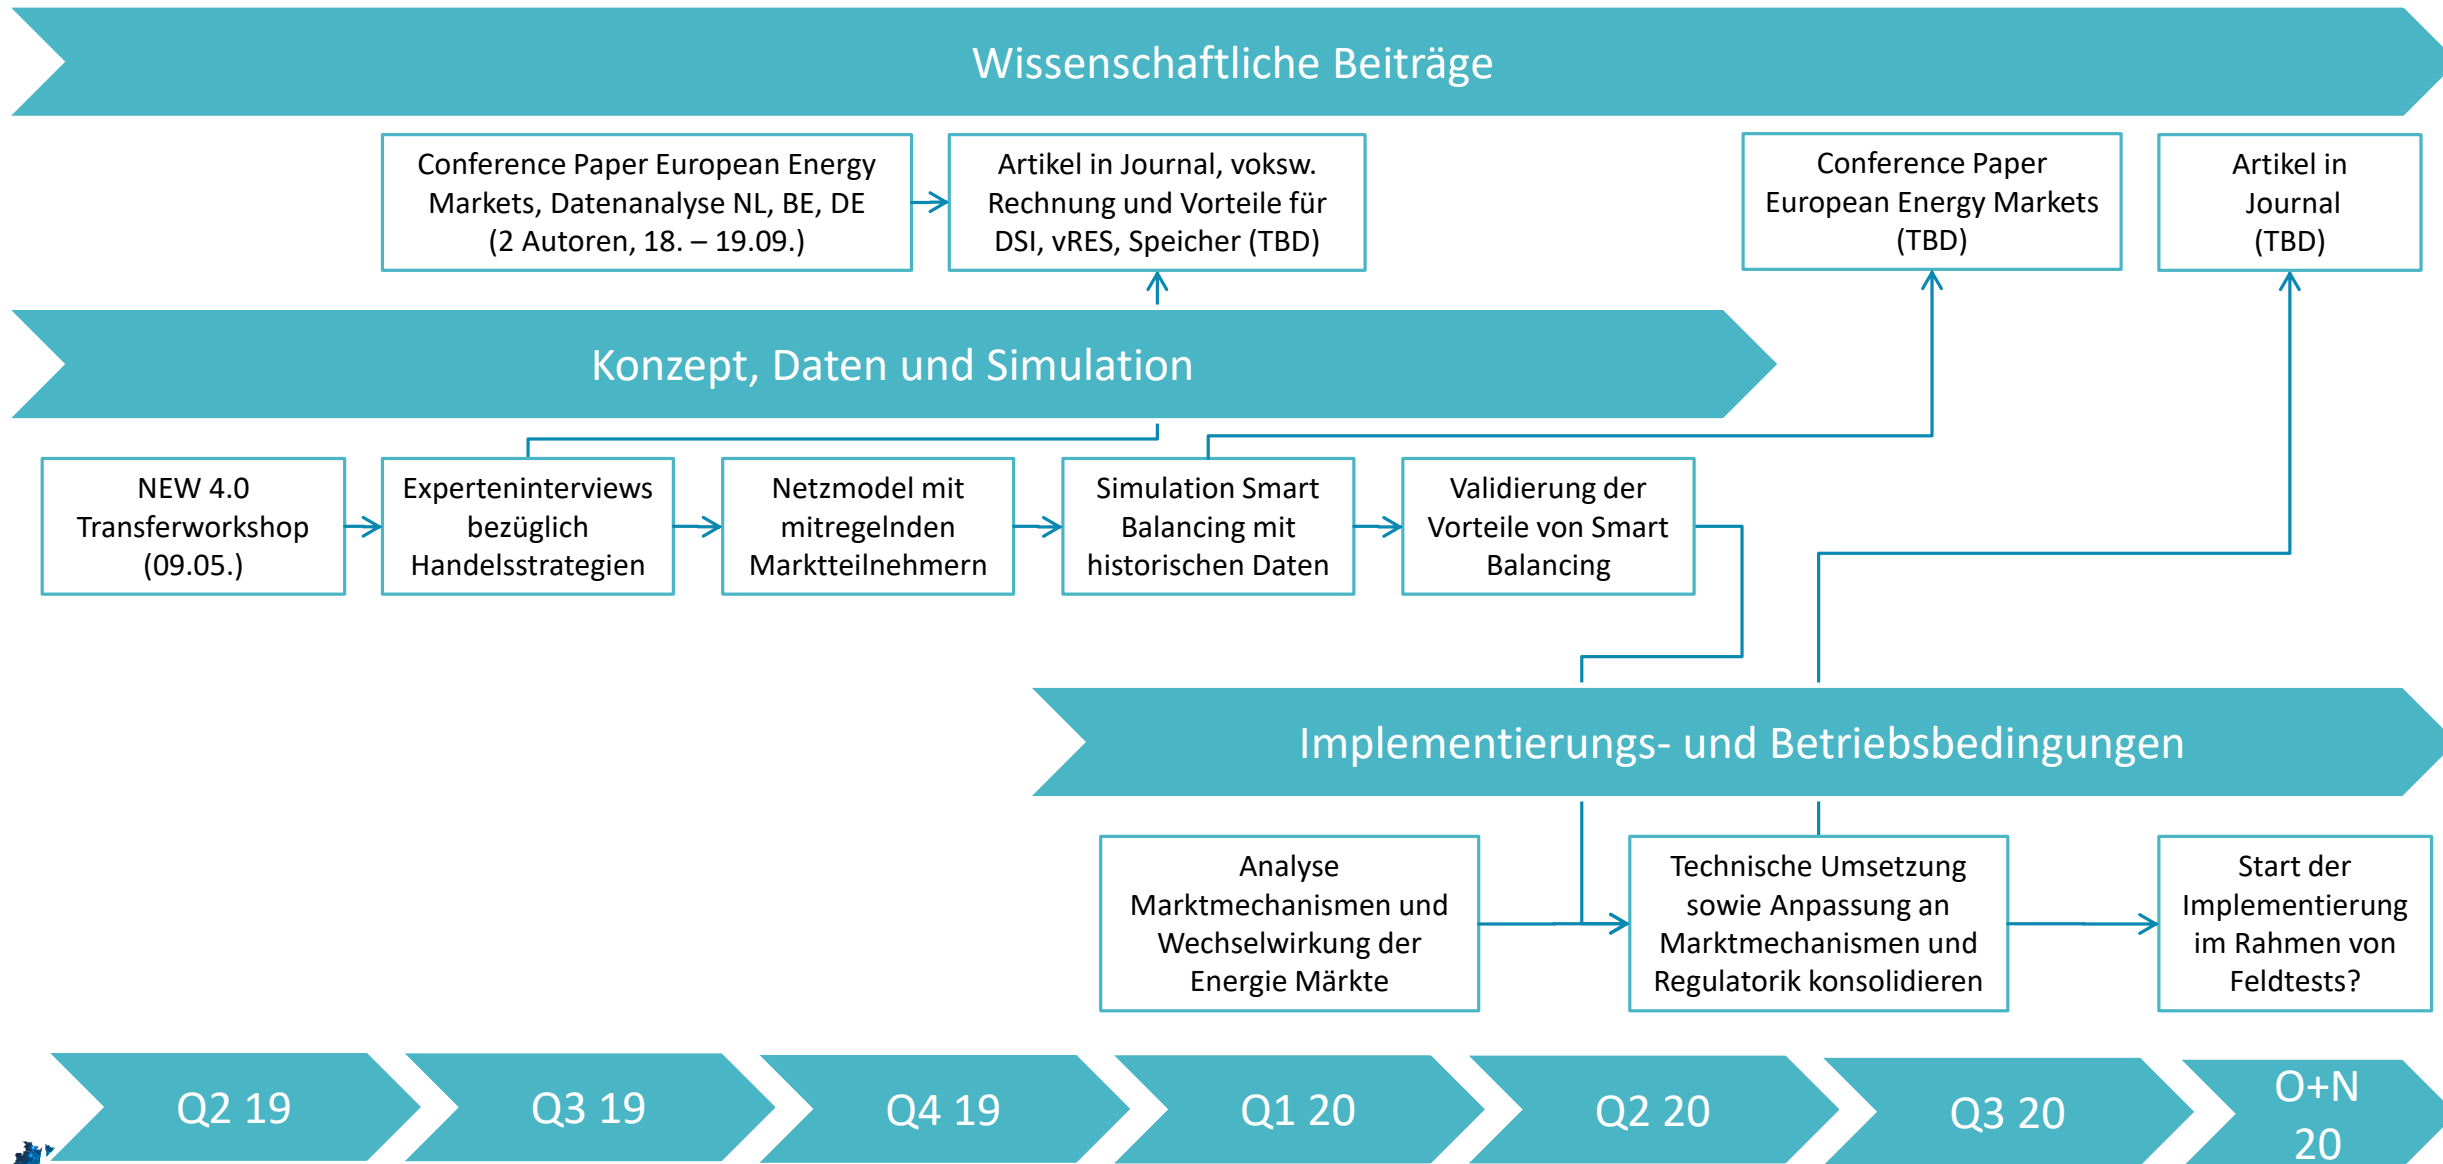 Wissenschaftliche Beiträge
Conference Paper European Energy
Markets, Datenanalyse NL, BE, DE
(2 Autoren, 18. – 19.09.)
Artikel in Journal, voksw.
Rechnung und Vorteile für
DSI, vRES, Speicher (TBD)
Conference Paper
European Energy Markets
(TBD)
Artikel in
Journal
(TBD)
Konzept, Daten und Simulation
NEW 4.0
Transferworkshop
(09.05.)
Experteninterviews
bezüglich
Handelsstrategien
Netzmodel mit
mitregelnden
Marktteilnehmern
Simulation Smart
Balancing mit
historischen Daten
Validierung der
Vorteile von Smart
Balancing
Implementierungs- und Betriebsbedingungen
Analyse
Marktmechanismen und
Wechselwirkung der
Energie Märkte
Technische Umsetzung
sowie Anpassung an
Marktmechanismen und
Regulatorik konsolidieren
Start der
Implementierung
im Rahmen von
Feldtests?
Q2 19
Q3 19
Q4 19
Q1 20
Q2 20
Q3 20
O+N
20